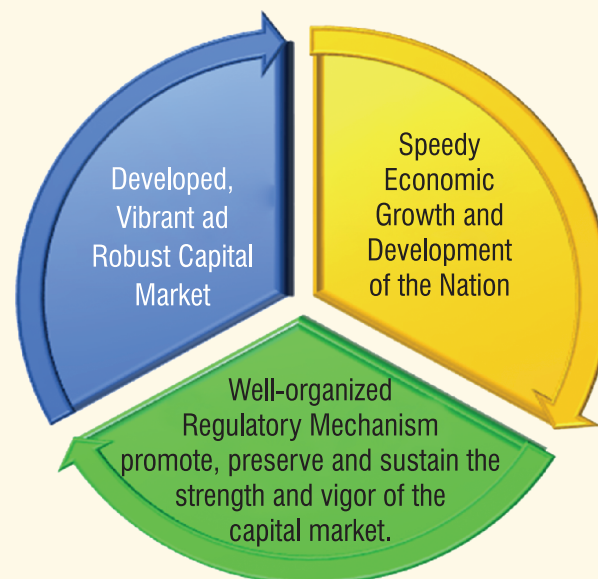 Developed,
Vibrant ad
Robust Capital
Market
Speedy
Economic
Growth and
Development
of the Nation
Well-organized
Regulatory Mechanism
promote, preserve and sustain the
strength and vigor of the
capital market.